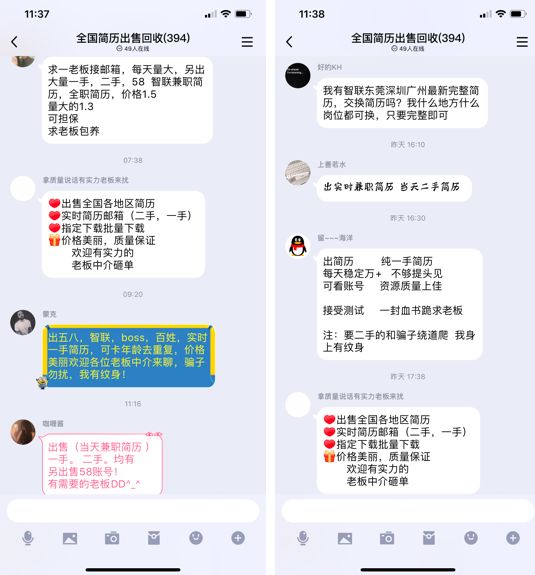 11:37
全国简历出售回收(394)
49人在线
求一老板接邮箱，每天量大，另出
大量一手，二手，58 智联兼职简
历，全职简历，价格1.5
量大的1.3
可担保
求老板包养
07:38
拿质量说话有实力老板来扰
❤️出售全国各地区简历
❤️实时简历邮箱（二手，一手）
❤️指定下载批量下载
🎁价格美丽，质量保证
欢迎有实力的
老板中介砸单
09:20
蒙克
出五八，智联，boss，百姓，实时
一手简历，可卡年龄去重复，价格
美丽欢迎各位老板中介来聊，骗子
勿扰，我有纹身！
11:16
咖喱酱
出售（当天兼职简历 ）
一手。 二手。均有
另出售58账号！
有需要的老板DD^_^
11:38
全国简历出售回收(394)
49人在线
好的KH
我有智联东莞深圳广州最新完整简
历，交换简历吗？我什么地方什么
岗位都可换，只要完整即可
昨天 16:10
上善若水
出实时兼职简历 当天二手简历
昨天 16:30
留~~~海洋
出简历 纯一手简历
每天稳定万+ 不够提头见
可看账号 资源质量上佳
接受测试 一封血书跪求老板
注：要二手的和骗子绕道爬 我身
上有纹身
昨天 17:38
拿质量说话有实力老板来扰
❤️出售全国各地区简历
❤️实时简历邮箱（二手，一手）
❤️指定下载批量下载
🎁价格美丽，质量保证
欢迎有实力的
老板中介砸单